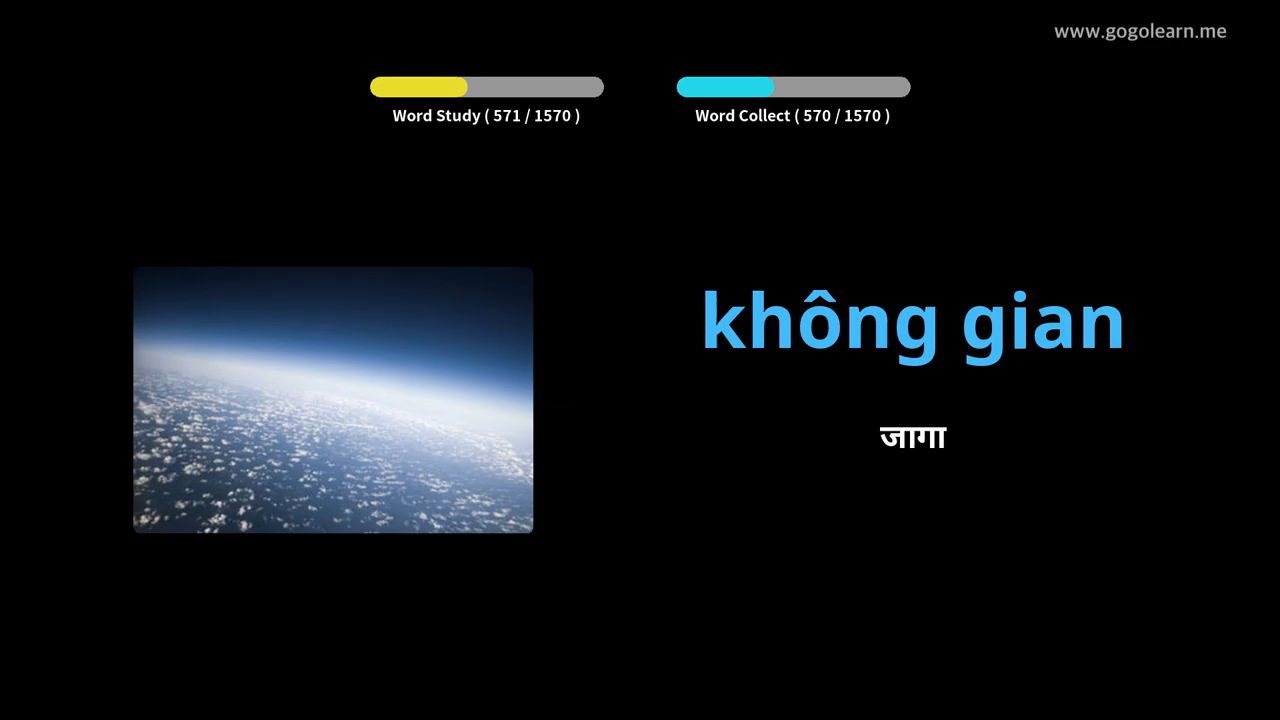 www.gogolearn.me
Word Study ( 571 / 1570 )
Word Collect ( 570 / 1570 )
không gian
जागा